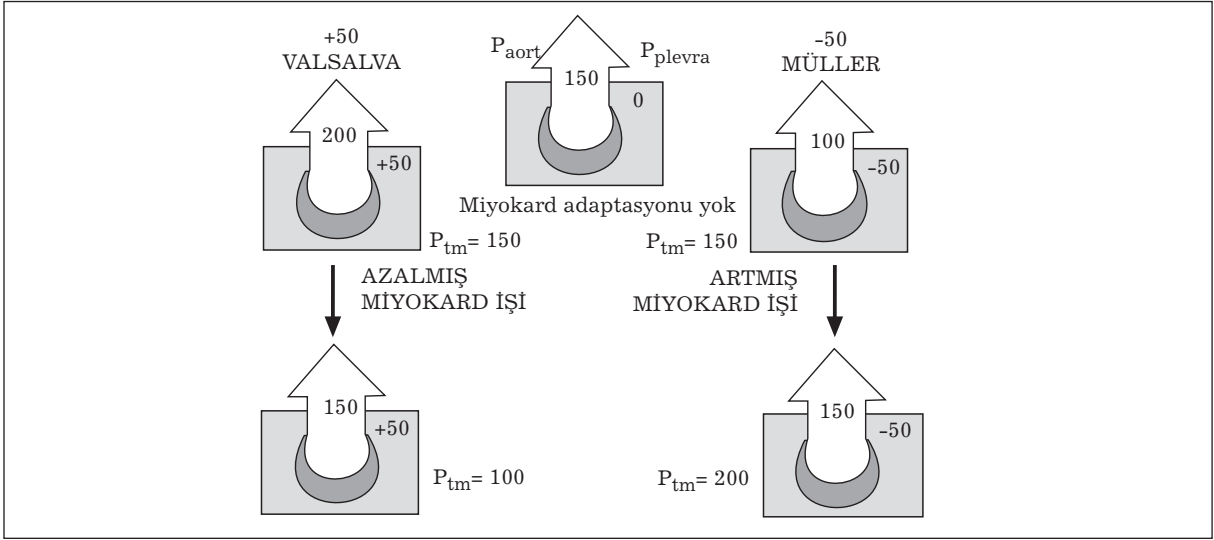 +50
VALSALVA
200
+50
P_tm= 150
AZALMIŞ
MİYOKARD İŞİ
150
+50
P_tm= 100
P_aort
P_plevra
150
0
Miyokard adaptasyonu yok
-50
MÜLLER
100
-50
P_tm= 150
ARTMIŞ
MİYOKARD İŞİ
150
-50
P_tm= 200